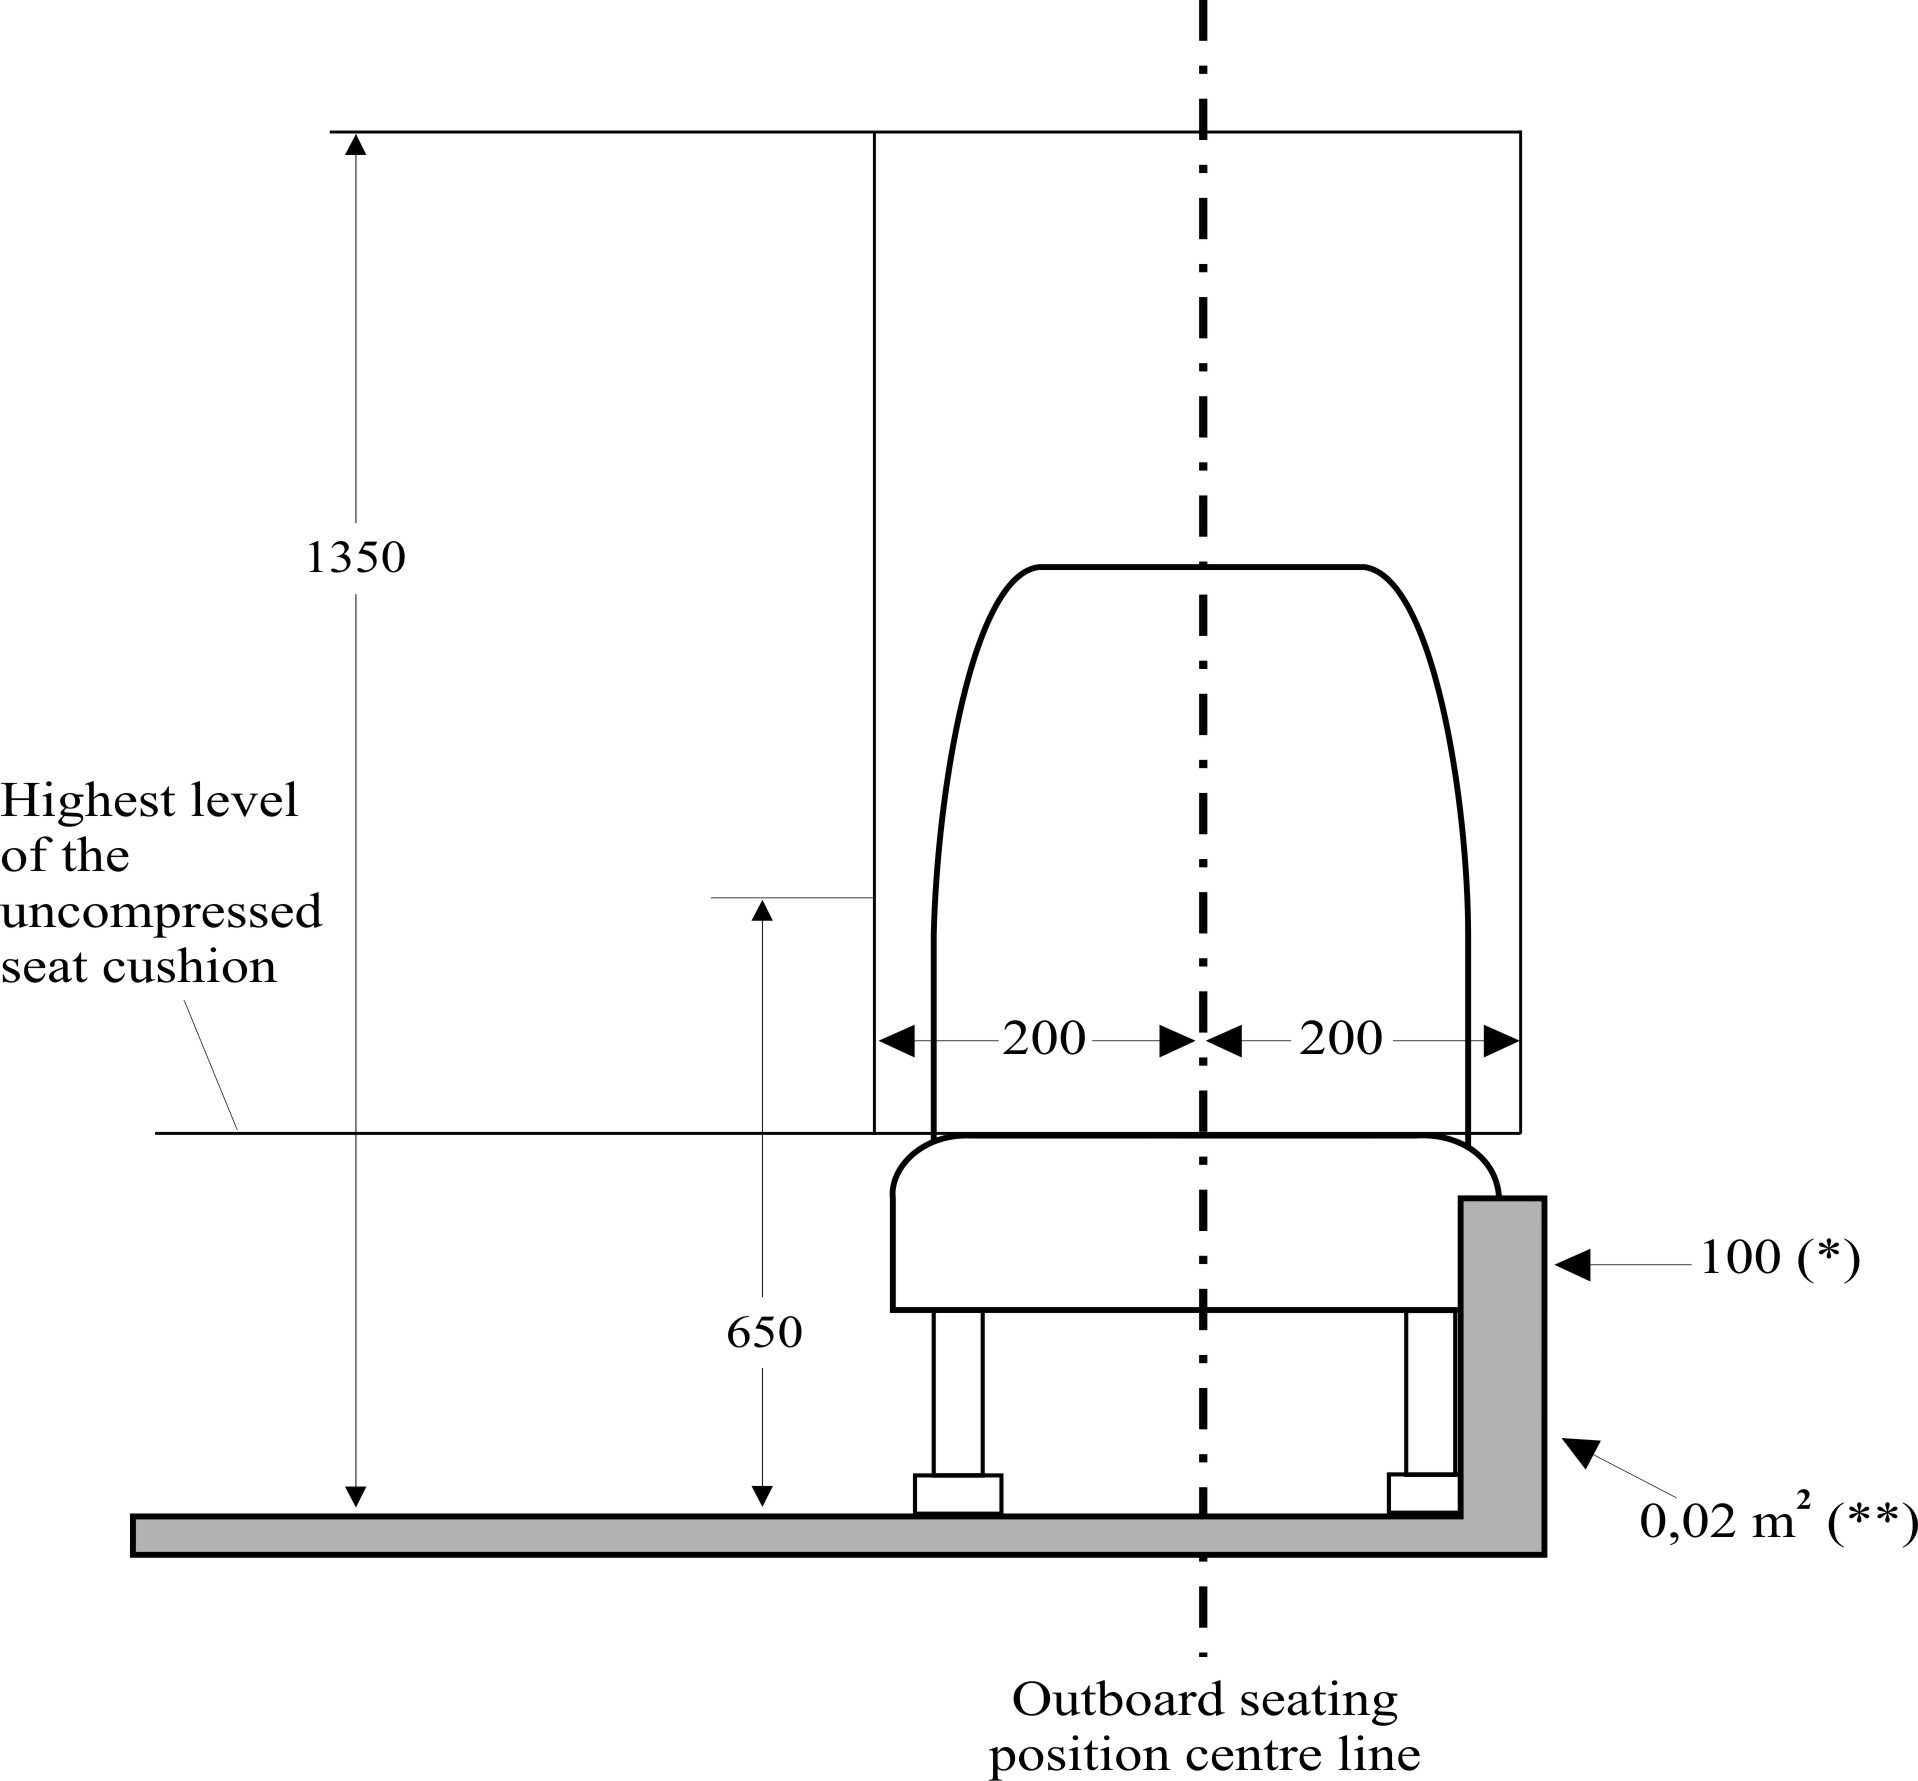 1350
Highest level
of the
uncompressed
seat cushion
200
200
100 (*)
650
0,02 m² (**)
Outboard seating
position centre line